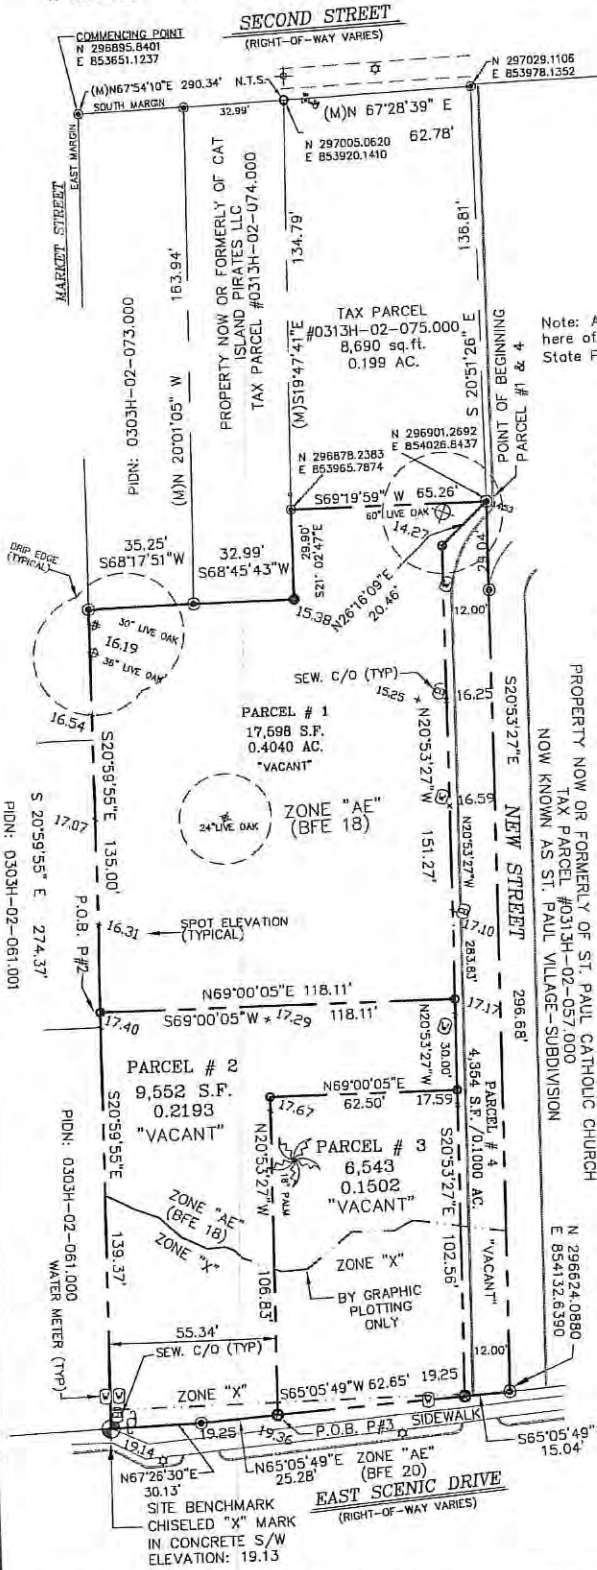 SECOND STREET
(RIGHT-OF-WAY VARIES)
COMMENCING POINT
N 296895.8401
E 853651.1237
(M)N67°54'10"E 290.34'
SOUTH MARGIN
N.T.S.
N 297029.1106
E 853978.1352
32.99'
(M)N 67°28'39" E
62.78'
N 297005.0620
E 853920.1410
EAST MARGIN
MARKET STREET
PIDN: 0303H-02-073.000
(M)N 20°01'05" W 163.94'
PROPERTY NOW OR FORMERLY OF CAT
ISLAND PIRATES LLC
TAX PARCEL #0313H-02-074.000
134.79'
(M)S19°47'41"E
136.81'
S 20°51'26" E
TAX PARCEL
#0313H-02-075.000
8,690 sq.ft.
0.199 AC.
Note: A
here of
State F
POINT OF BEGINNING
PARCEL #1 & 4
N 296901.2692
E 854026.8437
N 296878.2383
E 853965.7874
S69°19'59" W 65.26'
60" LIVE OAK
14.53
14.27
29.90'
S21°02'47"E
N26°16'09"E
20.46'
29.04'
12.00'
35.25'
S68°17'51"W
32.99'
S68°45'43"W
15.38
DRIP EDGE
(TYPICAL)
30" LIVE OAK
16.19
36" LIVE OAK
16.54
SEW. C/O (TYP)
15.25
16.25
PARCEL # 1
17,598 S.F.
0.4040 AC.
"VACANT"
24"LIVE OAK
ZONE "AE"
(BFE 18)
N20°53'27"W
151.27'
16.59
N20°53'27"W
283.83'
17.10
S20°53'27"E
NEW STREET
296.68'
PROPERTY NOW OR FORMERLY OF ST. PAUL CATHOLIC CHURCH
TAX PARCEL #0313H-02-057.000
NOW KNOWN AS ST. PAUL VILLAGE-SUBDIVISION
S20°59'55"E 135.00'
17.07
S 20°59'55" E 274.37'
PIDN: 0303H-02-061.001
P.O.B. P#2
16.31
SPOT ELEVATION
(TYPICAL)
N69°00'05"E 118.11'
S69°00'05"W 17.29 118.11'
17.40
17.17
N20°53'27"W
30.00'
PARCEL # 2
9,552 S.F.
0.2193
"VACANT"
N69°00'05"E
62.50'
17.67
17.59
PARCEL # 3
6,543
0.1502
"VACANT"
18" PALM
N20°53'27"W
106.83'
S20°53'27"E
102.56'
PARCEL # 4
4,354 S.F./0.1000 AC.
"VACANT"
S20°59'55"E
139.37'
PIDN: 0303H-02-061.000
WATER METER (TYP)
ZONE "AE"
(BFE 18)
ZONE "X"
ZONE "X"
BY GRAPHIC
PLOTTING
ONLY
N 296624.0880
E 854132.6390
55.34'
SEW. C/O (TYP)
ZONE "X"
S65°05'49"W 62.65'
19.25
12.00'
19.14
19.25
19.36
P.O.B. P#3
SIDEWALK
S65°05'49"
15.04'
N67°26'30"E
30.13'
N65°05'49"E
25.28'
ZONE "AE"
(BFE 20)
EAST SCENIC DRIVE
(RIGHT-OF-WAY VARIES)
SITE BENCHMARK
CHISELED "X" MARK
IN CONCRETE S/W
ELEVATION: 19.13